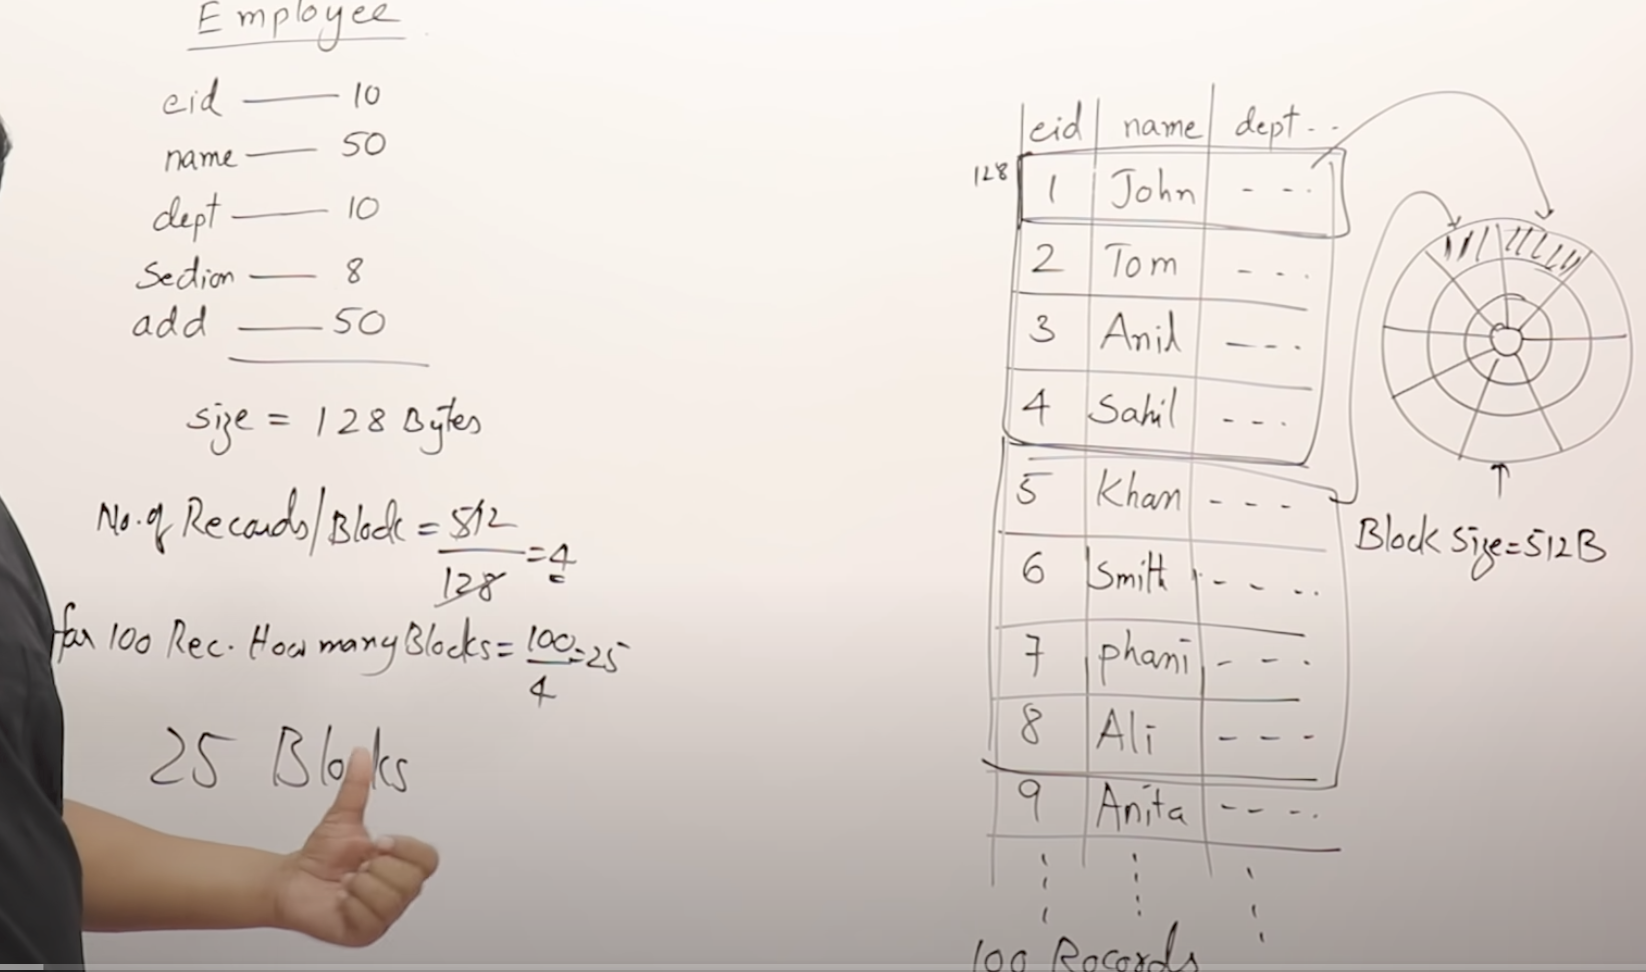 Employee
eid — 10
name — 50
dept — 10
Section — 8
add — 50
size = 128 Bytes
No. of Records/Block = 512/128 = 4
for 100 Rec. How many Blocks = 100/4 = 25
25 Blocks
eid name dept ..
128
1 John - - -
2 Tom - - -
3 Anil - - -
4 Sahil - - -
5 Khan - - -
6 Smith - - - -
7 phani - - -
8 Ali - - -
9 Anita - - - -
100 Records
Block Size = 512B